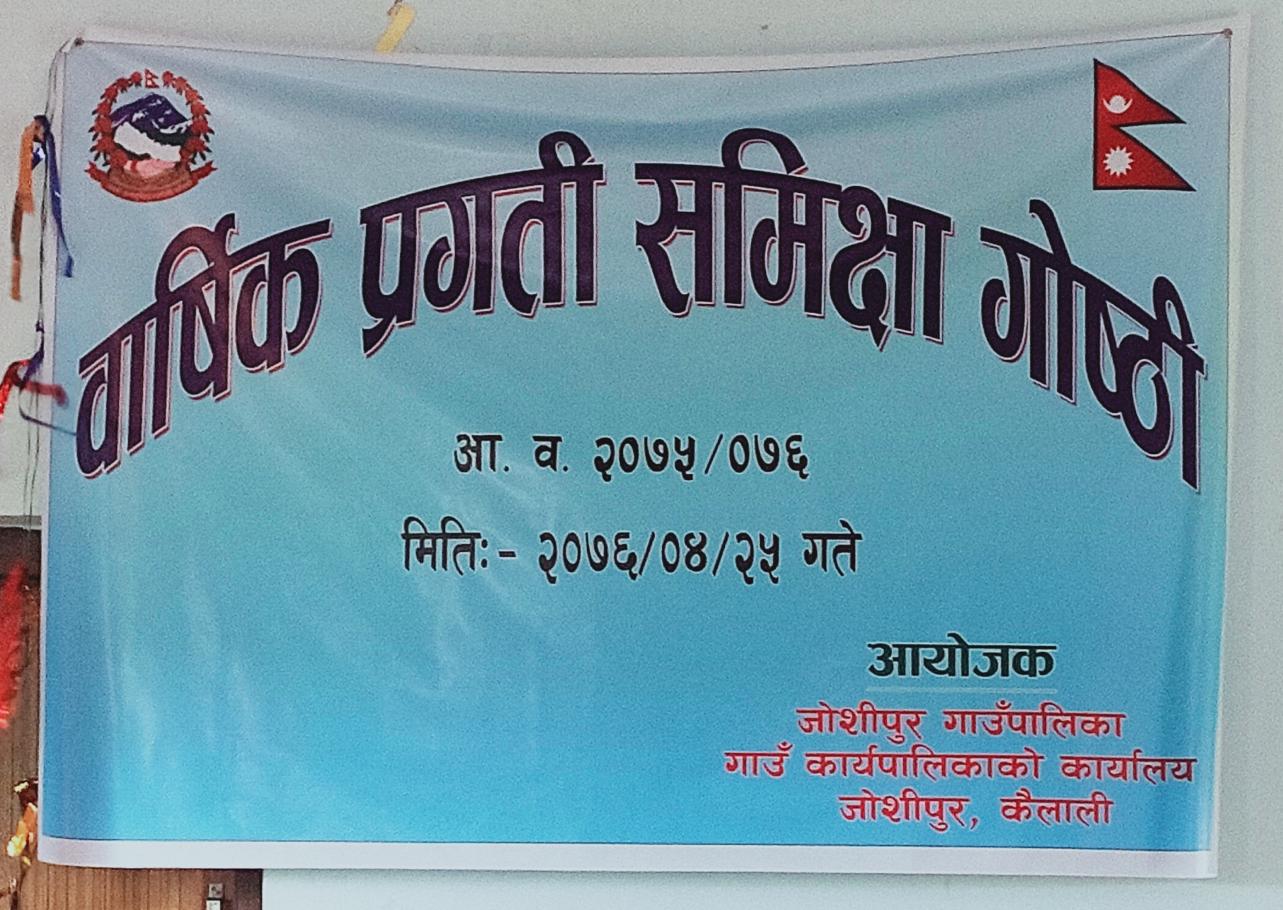 वार्षिक प्रगती समिक्षा गोष्ठी
आ. व. २०७५/०७६
मितिः- २०७६/०४/२५ गते
आयोजक
जोशीपुर गाउँपालिका
गाउँ कार्यपालिकाको कार्यालय
जोशीपुर, कैलाली